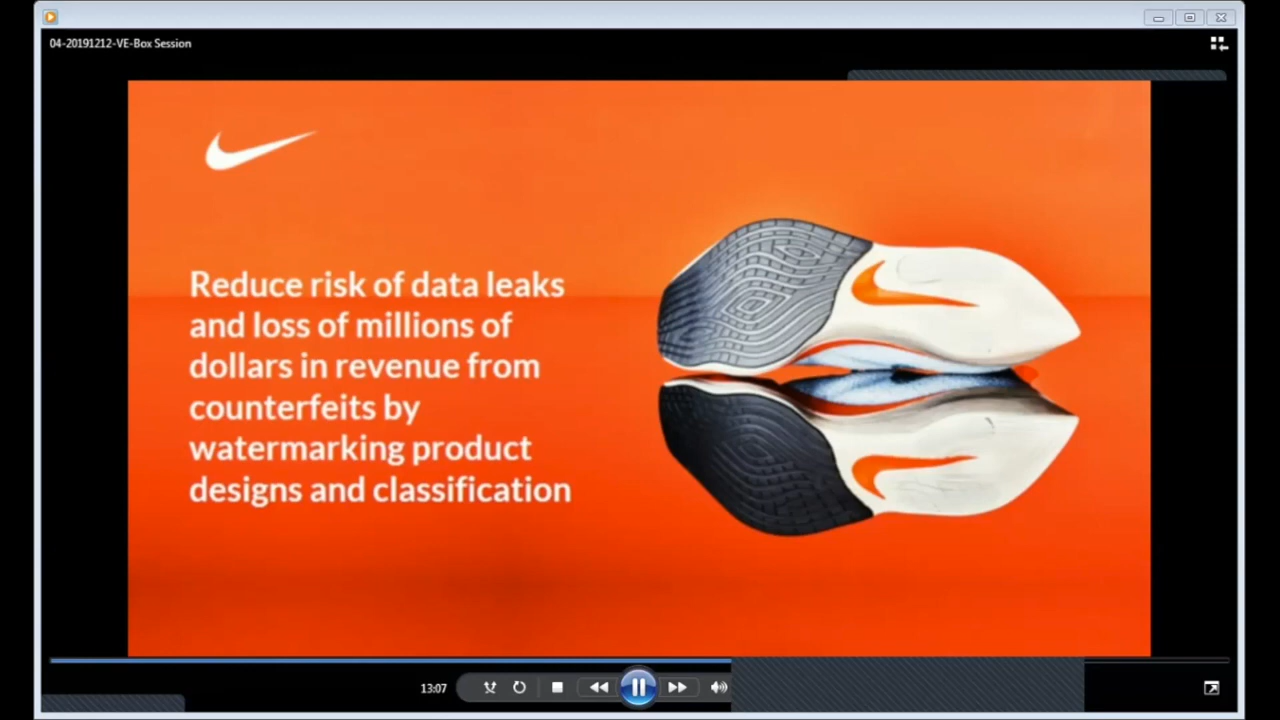 04-20191212-VE-Box Session
Reduce risk of data leaks
and loss of millions of
dollars in revenue from
counterfeits by
watermarking product
designs and classification
13:07